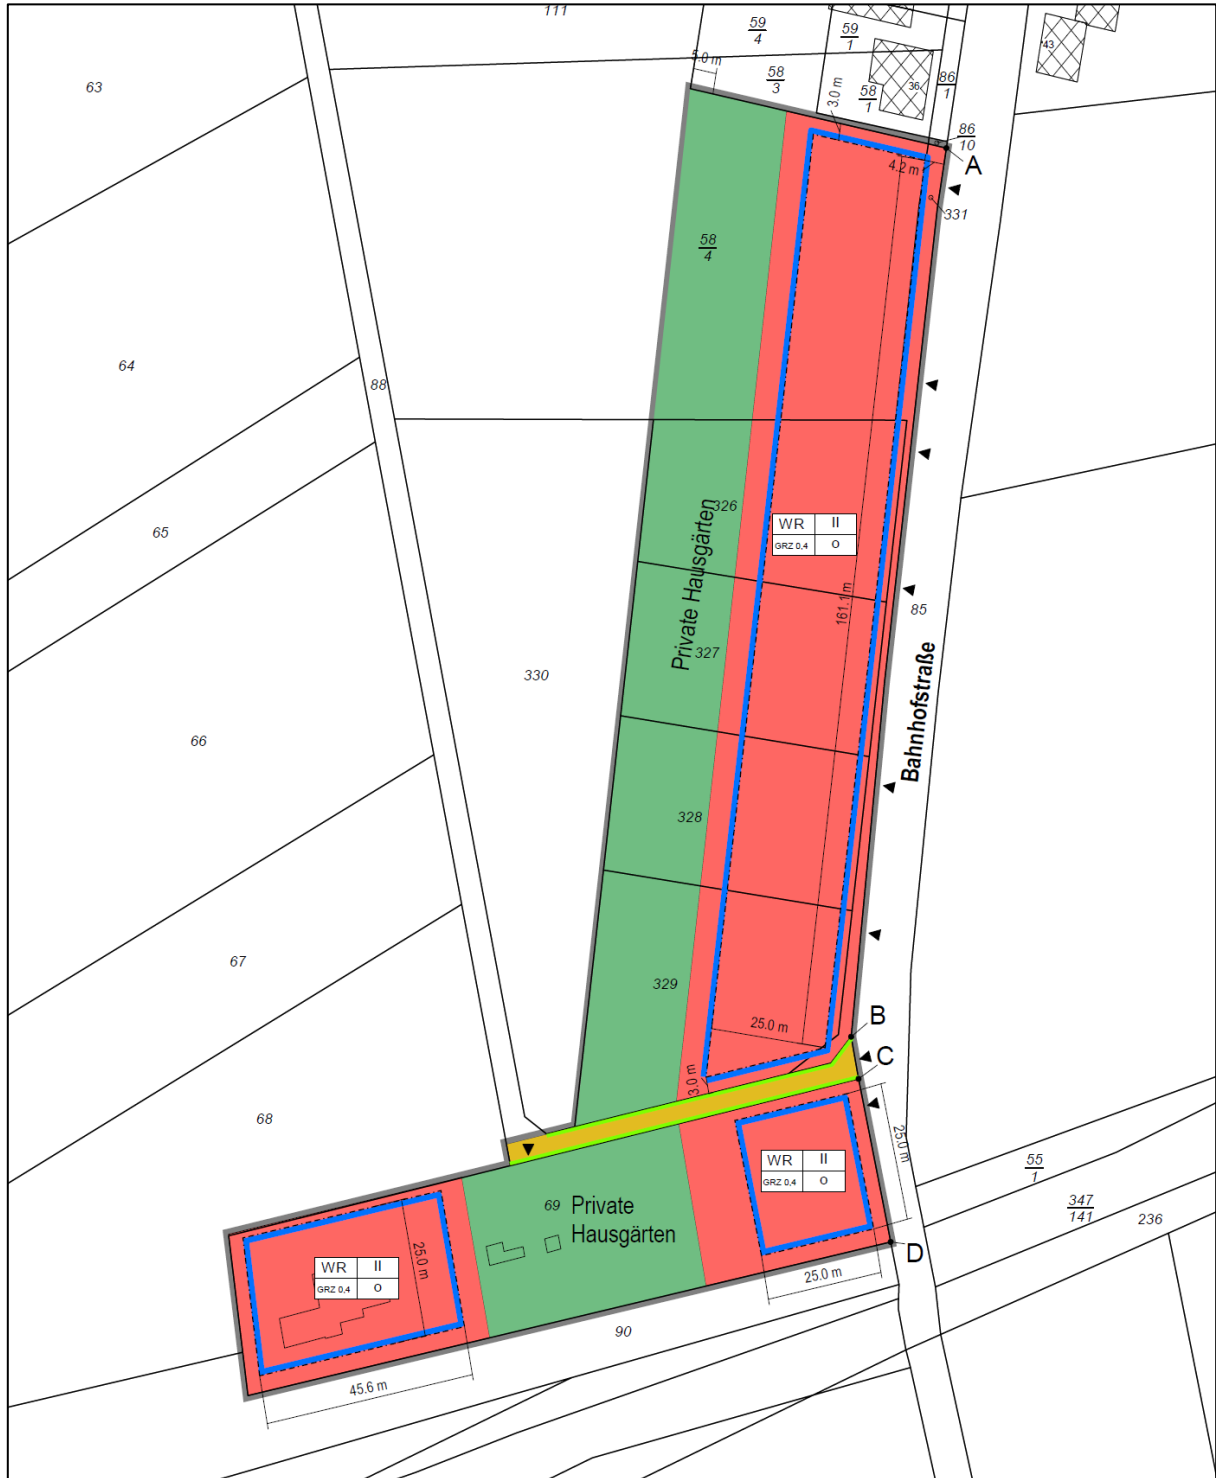 111
59
4
59
1
43
63
5.0 m
58
3
3.0 m
58
1
36
86
1
86
10
A
4.2 m
331
58
4
64
88
326
WR II
GRZ 0,4 o
65
Private Hausgärten
161.1 m
85
327
330
Bahnhofstraße
66
328
67
329
25.0 m
B
C
3.0 m
68
25.0 m
WR II
GRZ 0,4 o
55
1
347
141
236
69
Private
Hausgärten
25.0 m
D
WR II
GRZ 0,4 o
25.0 m
90
45.6 m